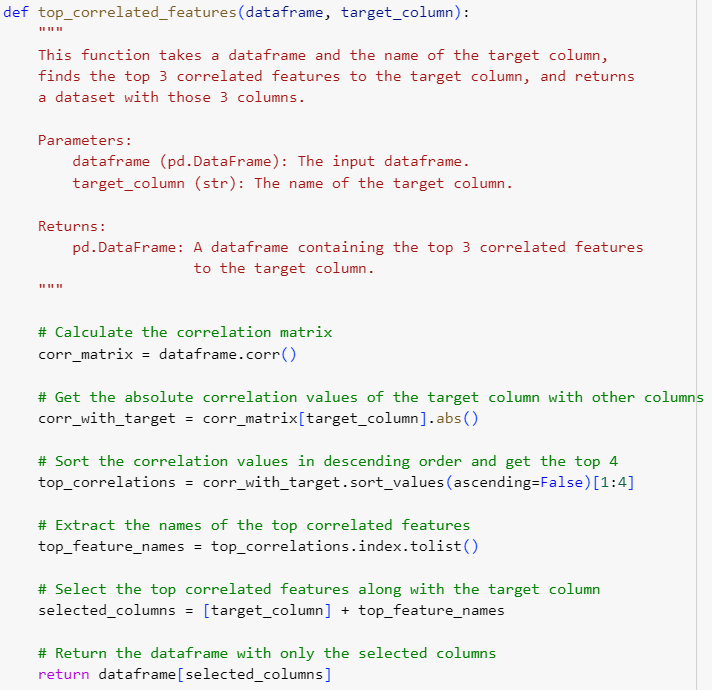 def top_correlated_features(dataframe, target_column):
    """
    This function takes a dataframe and the name of the target column,
    finds the top 3 correlated features to the target column, and returns
    a dataset with those 3 columns.

    Parameters:
        dataframe (pd.DataFrame): The input dataframe.
        target_column (str): The name of the target column.

    Returns:
        pd.DataFrame: A dataframe containing the top 3 correlated features
                      to the target column.
    """

    # Calculate the correlation matrix
    corr_matrix = dataframe.corr()

    # Get the absolute correlation values of the target column with other columns
    corr_with_target = corr_matrix[target_column].abs()

    # Sort the correlation values in descending order and get the top 4
    top_correlations = corr_with_target.sort_values(ascending=False)[1:4]

    # Extract the names of the top correlated features
    top_feature_names = top_correlations.index.tolist()

    # Select the top correlated features along with the target column
    selected_columns = [target_column] + top_feature_names

    # Return the dataframe with only the selected columns
    return dataframe[selected_columns]